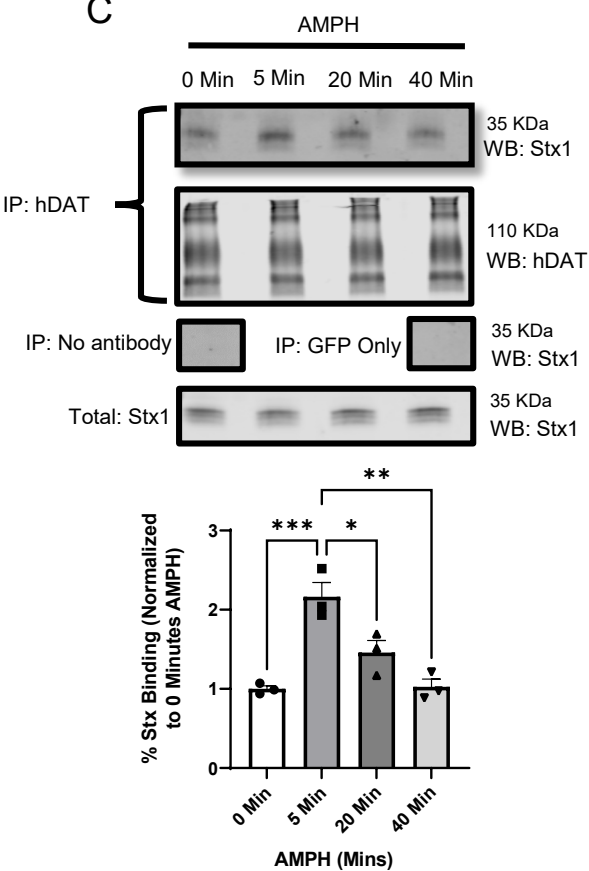 C
AMPH
0 Min 5 Min 20 Min 40 Min
35 KDa
WB: Stx1
IP: hDAT
110 KDa
WB: hDAT
IP: No antibody
IP: GFP Only
35 KDa
WB: Stx1
Total: Stx1
35 KDa
WB: Stx1
% Stx Binding (Normalized
to 0 Minutes AMPH)
3
2
1
0
**
*** *
0 Min 5 Min 20 Min 40 Min
AMPH (Mins)